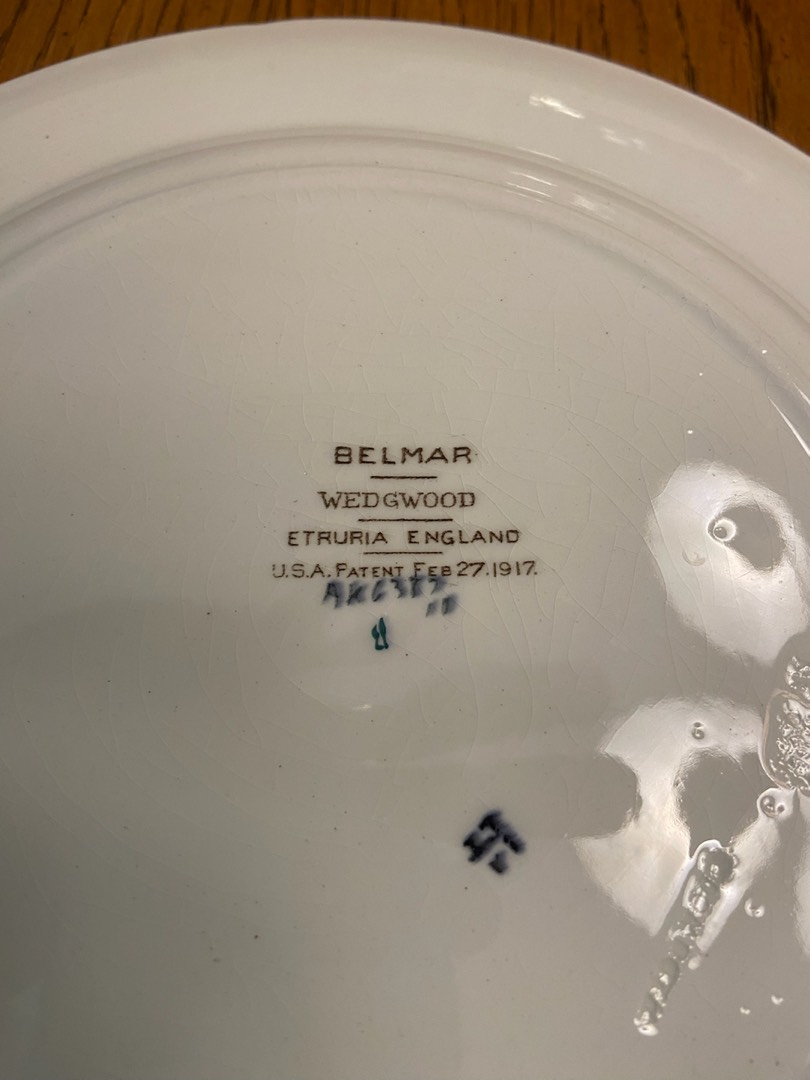 BELMAR
WEDGWOOD
ETRURIA ENGLAND
U.S.A. PATENT FEB 27.1917.